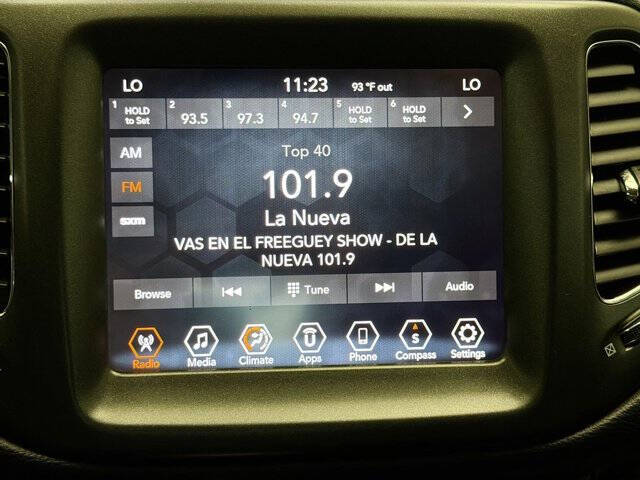 LO 11:23 93 °F out LO
1 HOLD to Set 2 93.5 3 97.3 4 94.7 5 HOLD to Set 6 HOLD to Set
AM
Top 40
FM
101.9
sxm
La Nueva
VAS EN EL FREEGUEY SHOW - DE LA
NUEVA 101.9
Browse Tune Audio
Radio Media Climate Apps Phone S Compass Settings